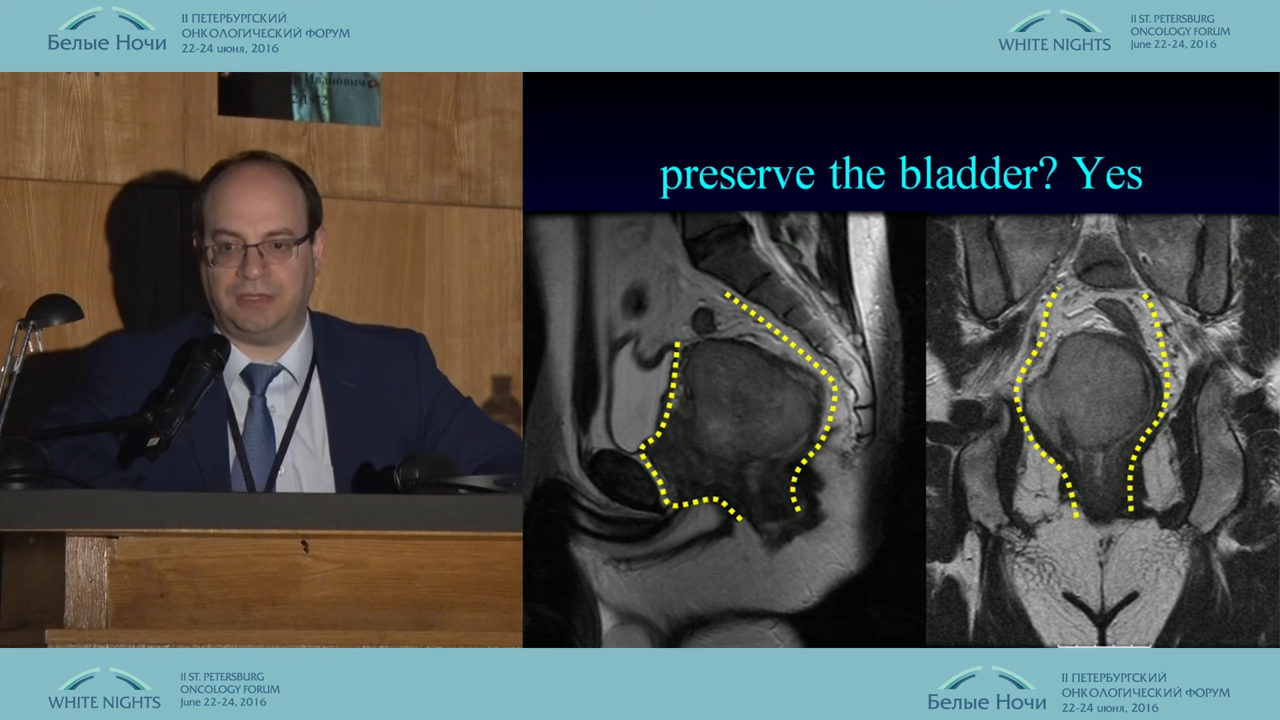 Белые Ночи
II ПЕТЕРБУРГСКИЙ
ОНКОЛОГИЧЕСКИЙ ФОРУМ
22-24 июня, 2016
WHITE NIGHTS
II ST. PETERSBURG
ONCOLOGY FORUM
June 22-24, 2016
Иванович
preserve the bladder? Yes
WHITE NIGHTS
II ST. PETERSBURG
ONCOLOGY FORUM
June 22-24, 2016
Белые Ночи
II ПЕТЕРБУРГСКИЙ
ОНКОЛОГИЧЕСКИЙ ФОРУМ
22-24 июня, 2016